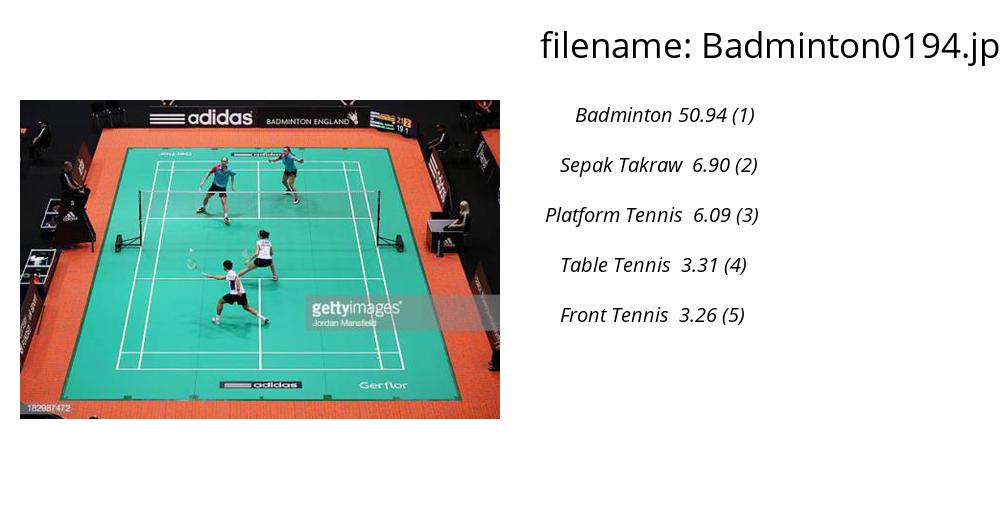 filename: Badminton0194.jp
adidas
BADMINTON ENGLAND
Badminton 50.94 (1)
Sepak Takraw 6.90 (2)
Platform Tennis 6.09 (3)
Table Tennis 3.31 (4)
Front Tennis 3.26 (5)
gettyimages®
Jordan Mansfield
adidas
Gerflor
182987472